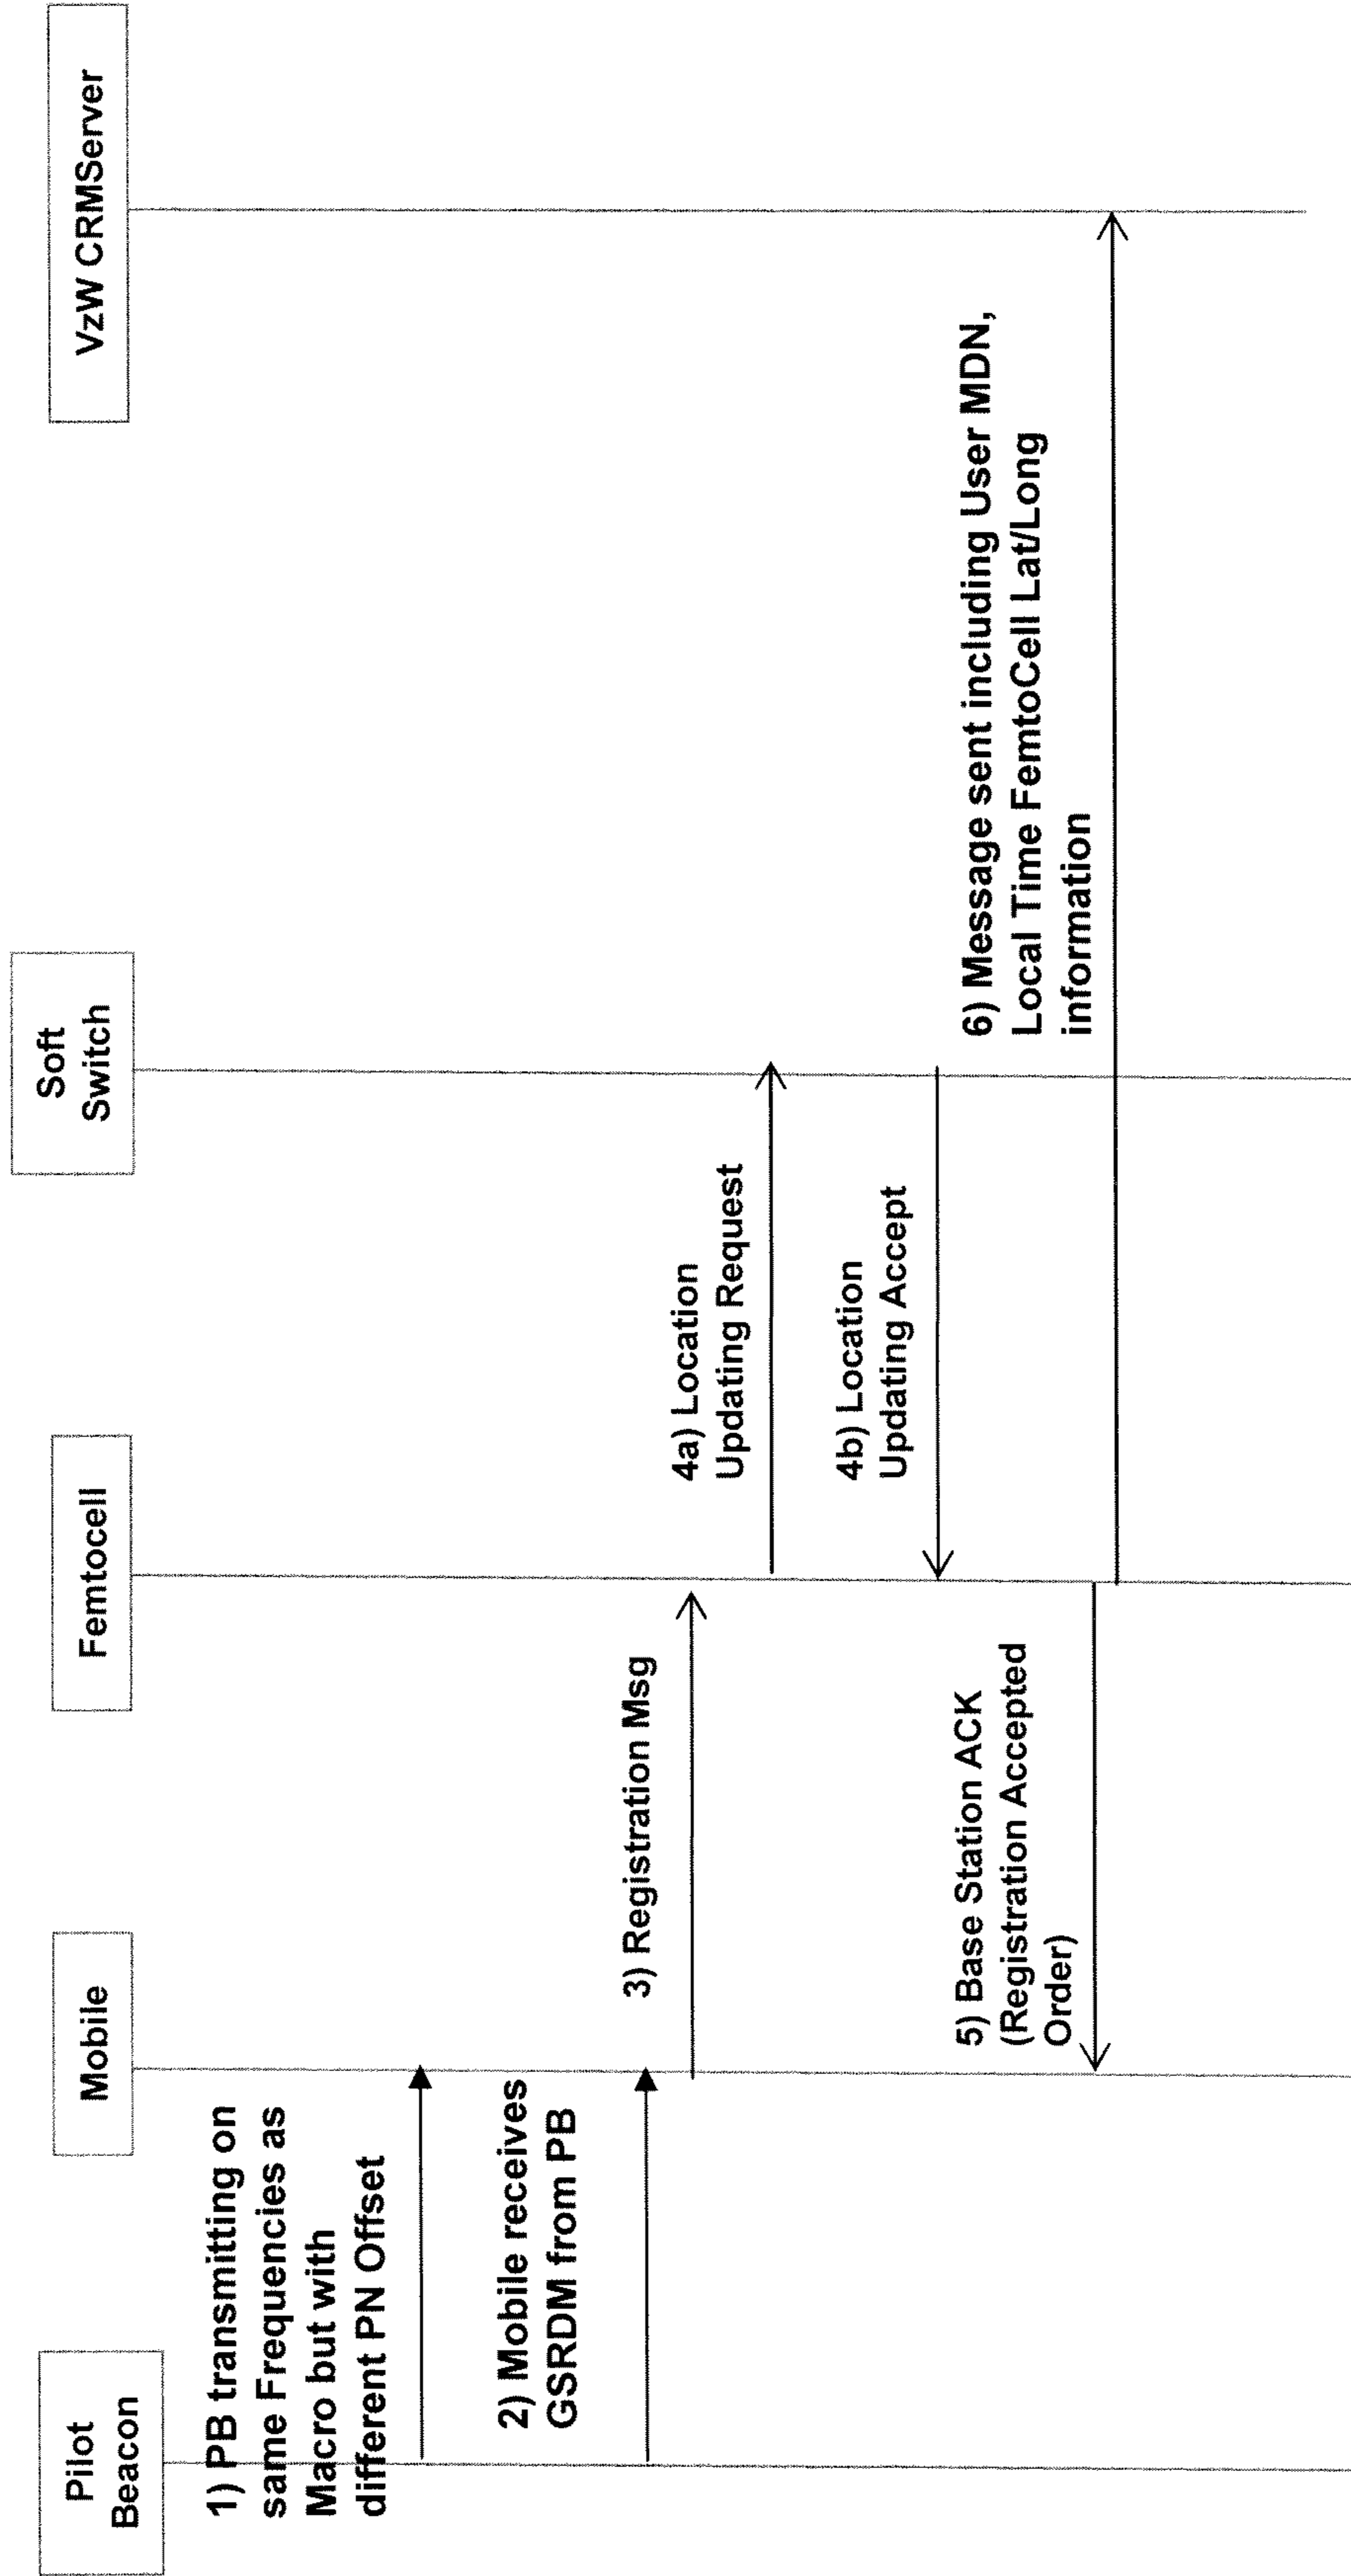 Pilot
Beacon
Mobile
Femtocell
Soft
Switch
VzW CRMServer
1) PB transmitting on
same Frequencies as
Macro but with
different PN Offset
2) Mobile receives
GSRDM from PB
3) Registration Msg
4a) Location
Updating Request
4b) Location
Updating Accept
5) Base Station ACK
(Registration Accepted
Order)
6) Message sent including User MDN,
Local Time FemtoCell Lat/Long
information